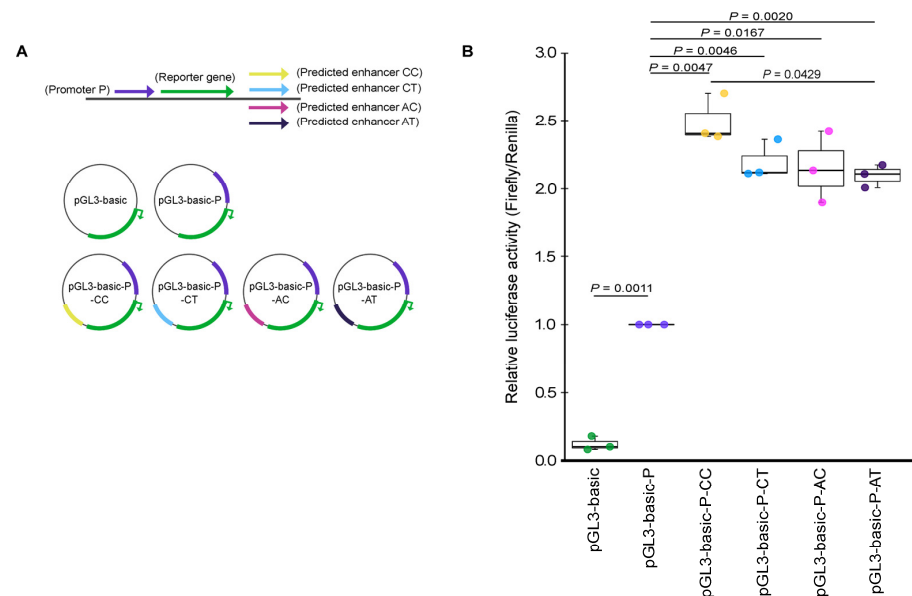 A
(Promoter P)
(Reporter gene)
(Predicted enhancer CC)
(Predicted enhancer CT)
(Predicted enhancer AC)
(Predicted enhancer AT)
pGL3-basic
pGL3-basic-P
pGL3-basic-P
-CC
pGL3-basic-P
-CT
pGL3-basic-P
-AC
pGL3-basic-P
-AT
B
P = 0.0020
P = 0.0167
P = 0.0046
P = 0.0047
P = 0.0429
P = 0.0011
Relative luciferase activity (Firefly/Renilla)
3.0
2.5
2.0
1.5
1.0
0.5
0.0
pGL3-basic
pGL3-basic-P
pGL3-basic-P-CC
pGL3-basic-P-CT
pGL3-basic-P-AC
pGL3-basic-P-AT